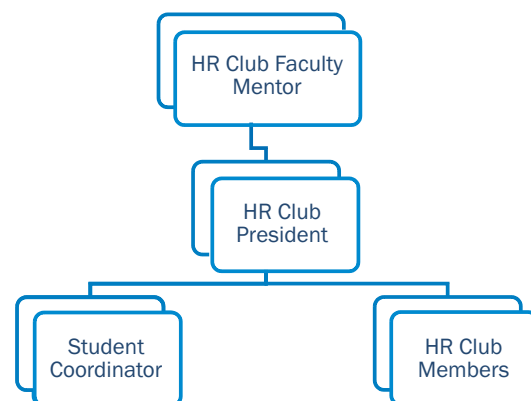 HR Club Faculty
Mentor
HR Club
President
Student
Coordinator
HR Club
Members